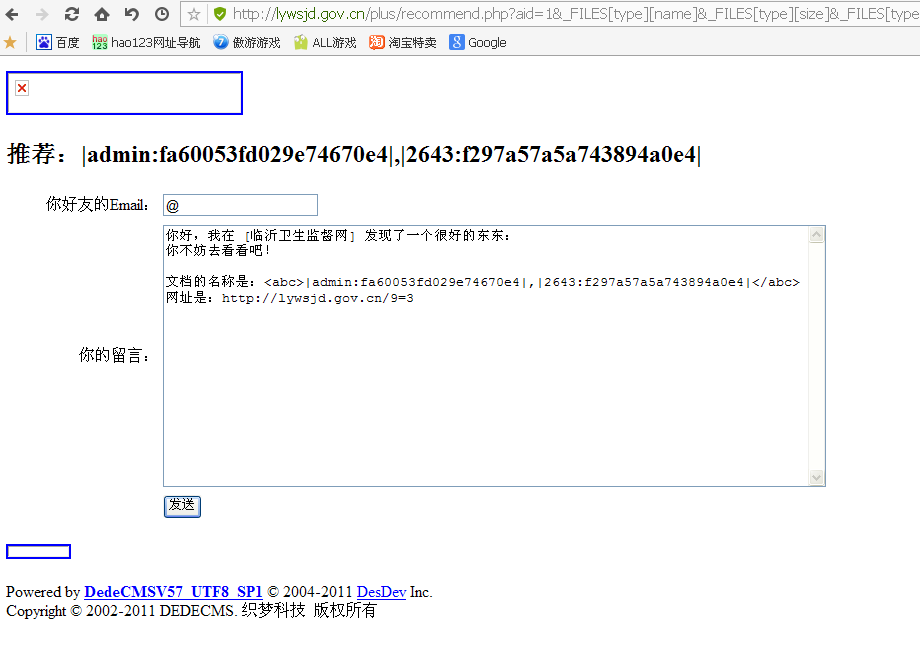 http://lywsjd.gov.cn/plus/recommend.php?aid=1&_FILES[type][name]&_FILES[type][size]&_FILES[type
百度 hao123网址导航 傲游游戏 ALL游戏 淘宝特卖 Google
推荐：|admin:fa60053fd029e74670e4|,|2643:f297a57a5a743894a0e4|
你好友的Email： @
你好，我在 [临沂卫生监督网] 发现了一个很好的东东：
你不妨去看看吧！
文档的名称是：<abc>|admin:fa60053fd029e74670e4|,|2643:f297a57a5a743894a0e4|</abc>
网址是：http://lywsjd.gov.cn/9=3
你的留言：
发送
Powered by DedeCMSV57_UTF8_SP1 © 2004-2011 DesDev Inc.
Copyright © 2002-2011 DEDECMS. 织梦科技 版权所有